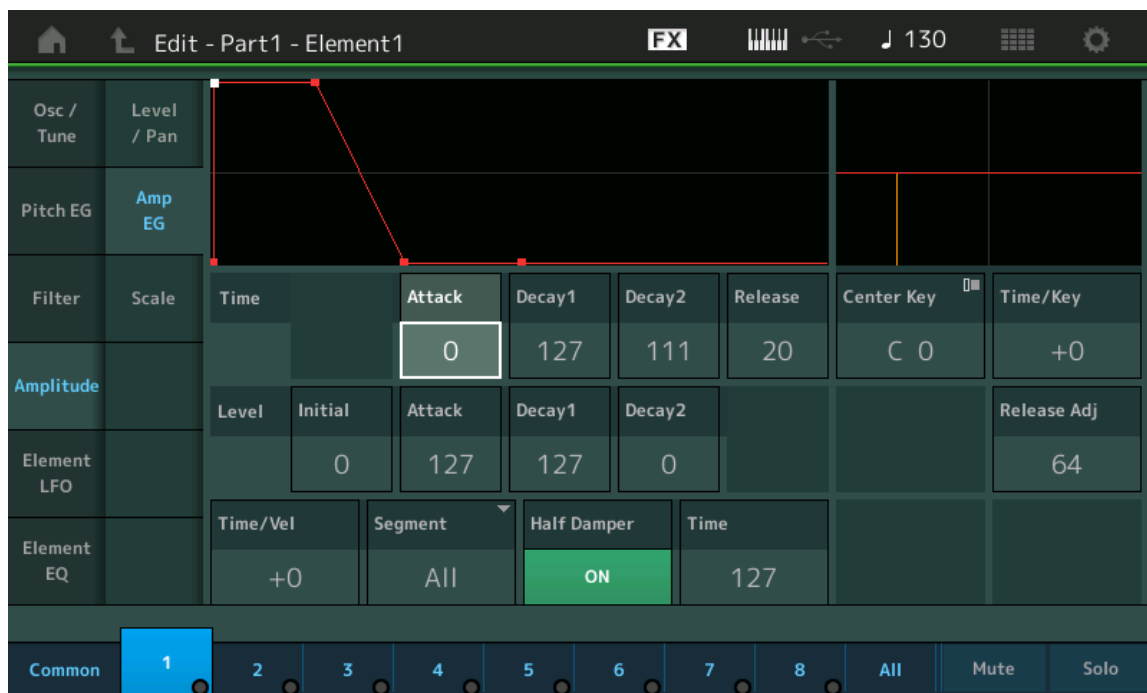 Edit - Part1 - Element1 FX ♩ 130
Osc /
Tune
Level
/ Pan
Pitch EG
Amp
EG
Filter
Scale
Time Attack Decay1 Decay2 Release Center Key Time/Key
0 127 111 20 C 0 +0
Amplitude
Level Initial Attack Decay1 Decay2 Release Adj
0 127 127 0 64
Element
LFO
Time/Vel Segment Half Damper Time
+0 All ON 127
Element
EQ
Common 1 2 3 4 5 6 7 8 All Mute Solo